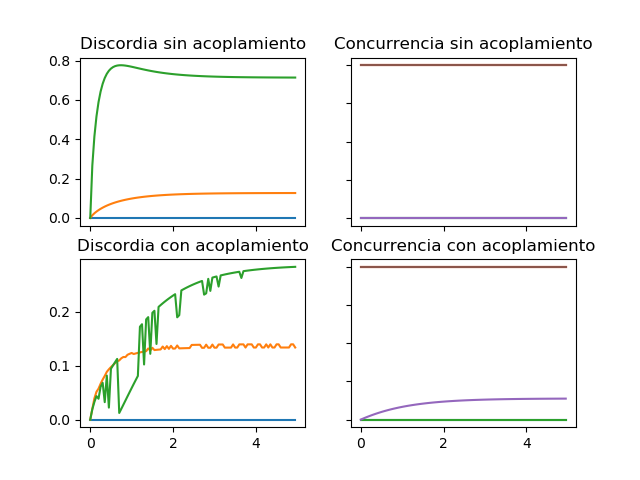 Discordia sin acoplamiento
Concurrencia sin acoplamiento
0.8
0.6
0.4
0.2
0.0
Discordia con acoplamiento
Concurrencia con acoplamiento
0.2
0.1
0.0
0 2 4
0 2 4